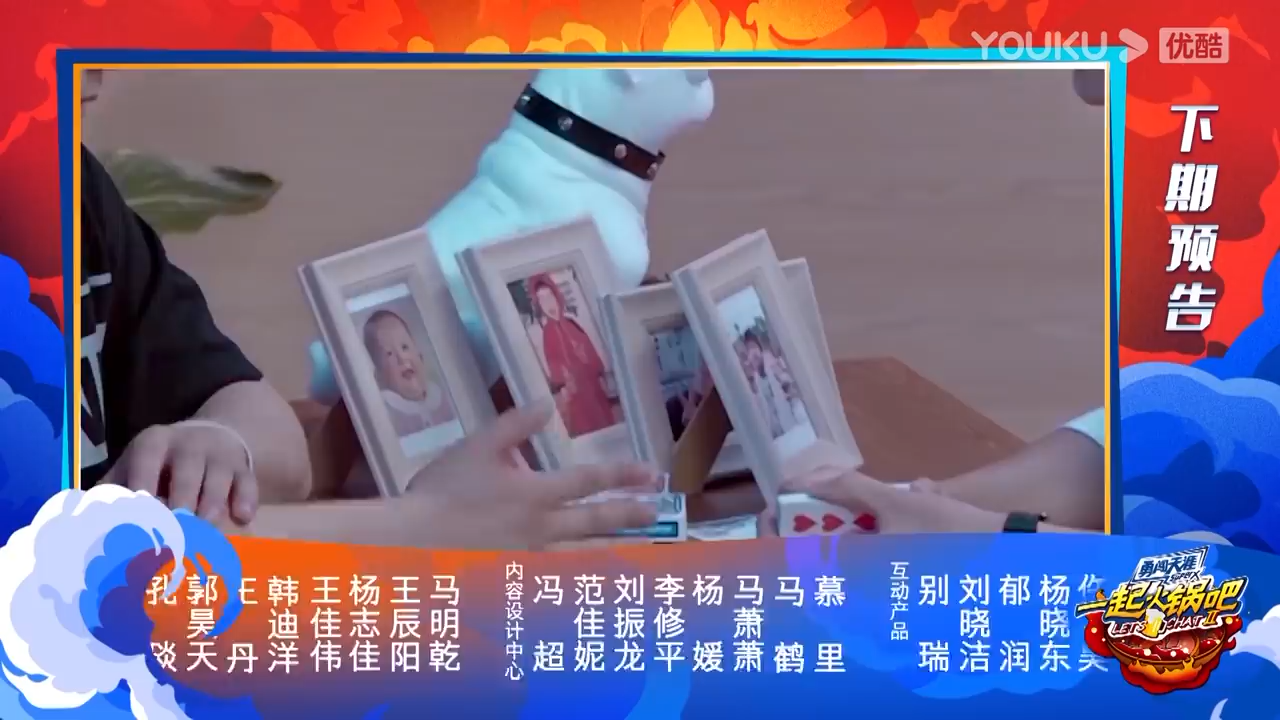 YOUKU 优酷
下期预告
郭昊天
丹
韩迪洋
王佳伟
杨志佳
王辰阳
马明乾
内容设计中心
冯超
范佳妮
刘振龙
李修平
杨媛
马萧萧
马鹤
慕里
互动产品
别瑞
刘晓洁
郁润
杨晓东
勇闯天涯
一起火锅吧
LET'S CHAT II